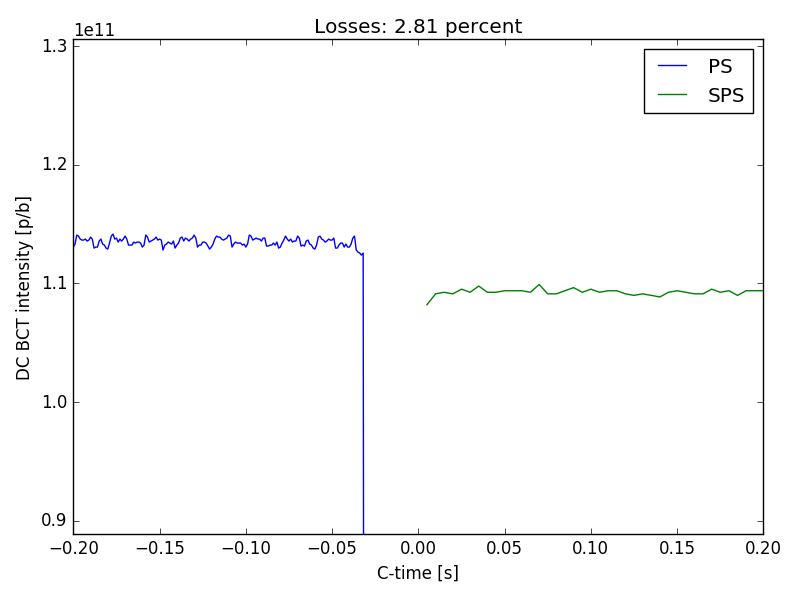 Losses: 2.81 percent
1e11
1.3
1.2
1.1
1.0
0.9
DC BCT intensity [p/b]
PS
SPS
−0.20 −0.15 −0.10 −0.05 0.00 0.05 0.10 0.15 0.20
C-time [s]